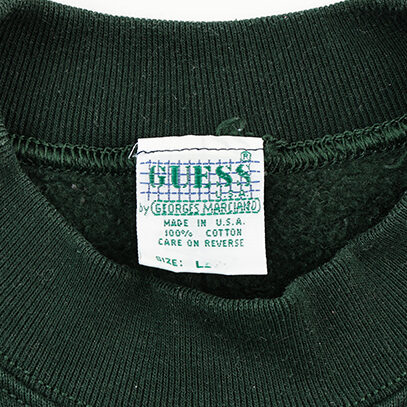 GUESS®
U.S.A.
by GEORGES MARCIANO
MADE IN U.S.A.
100% COTTON
CARE ON REVERSE
SIZE: L